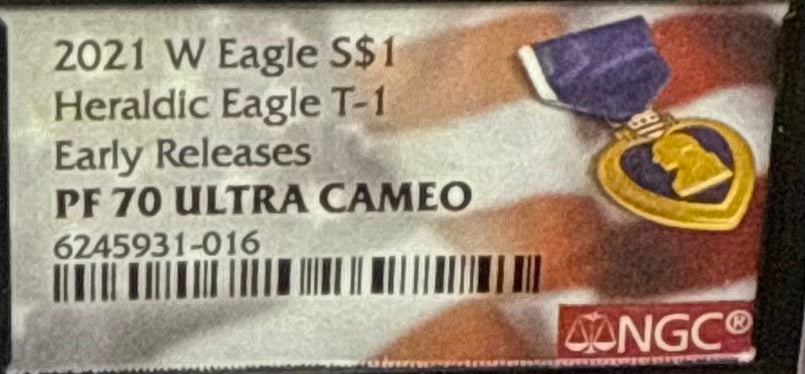 2021 W Eagle S$1
Heraldic Eagle T-1
Early Releases
PF 70 ULTRA CAMEO
6245931-016
NGC®